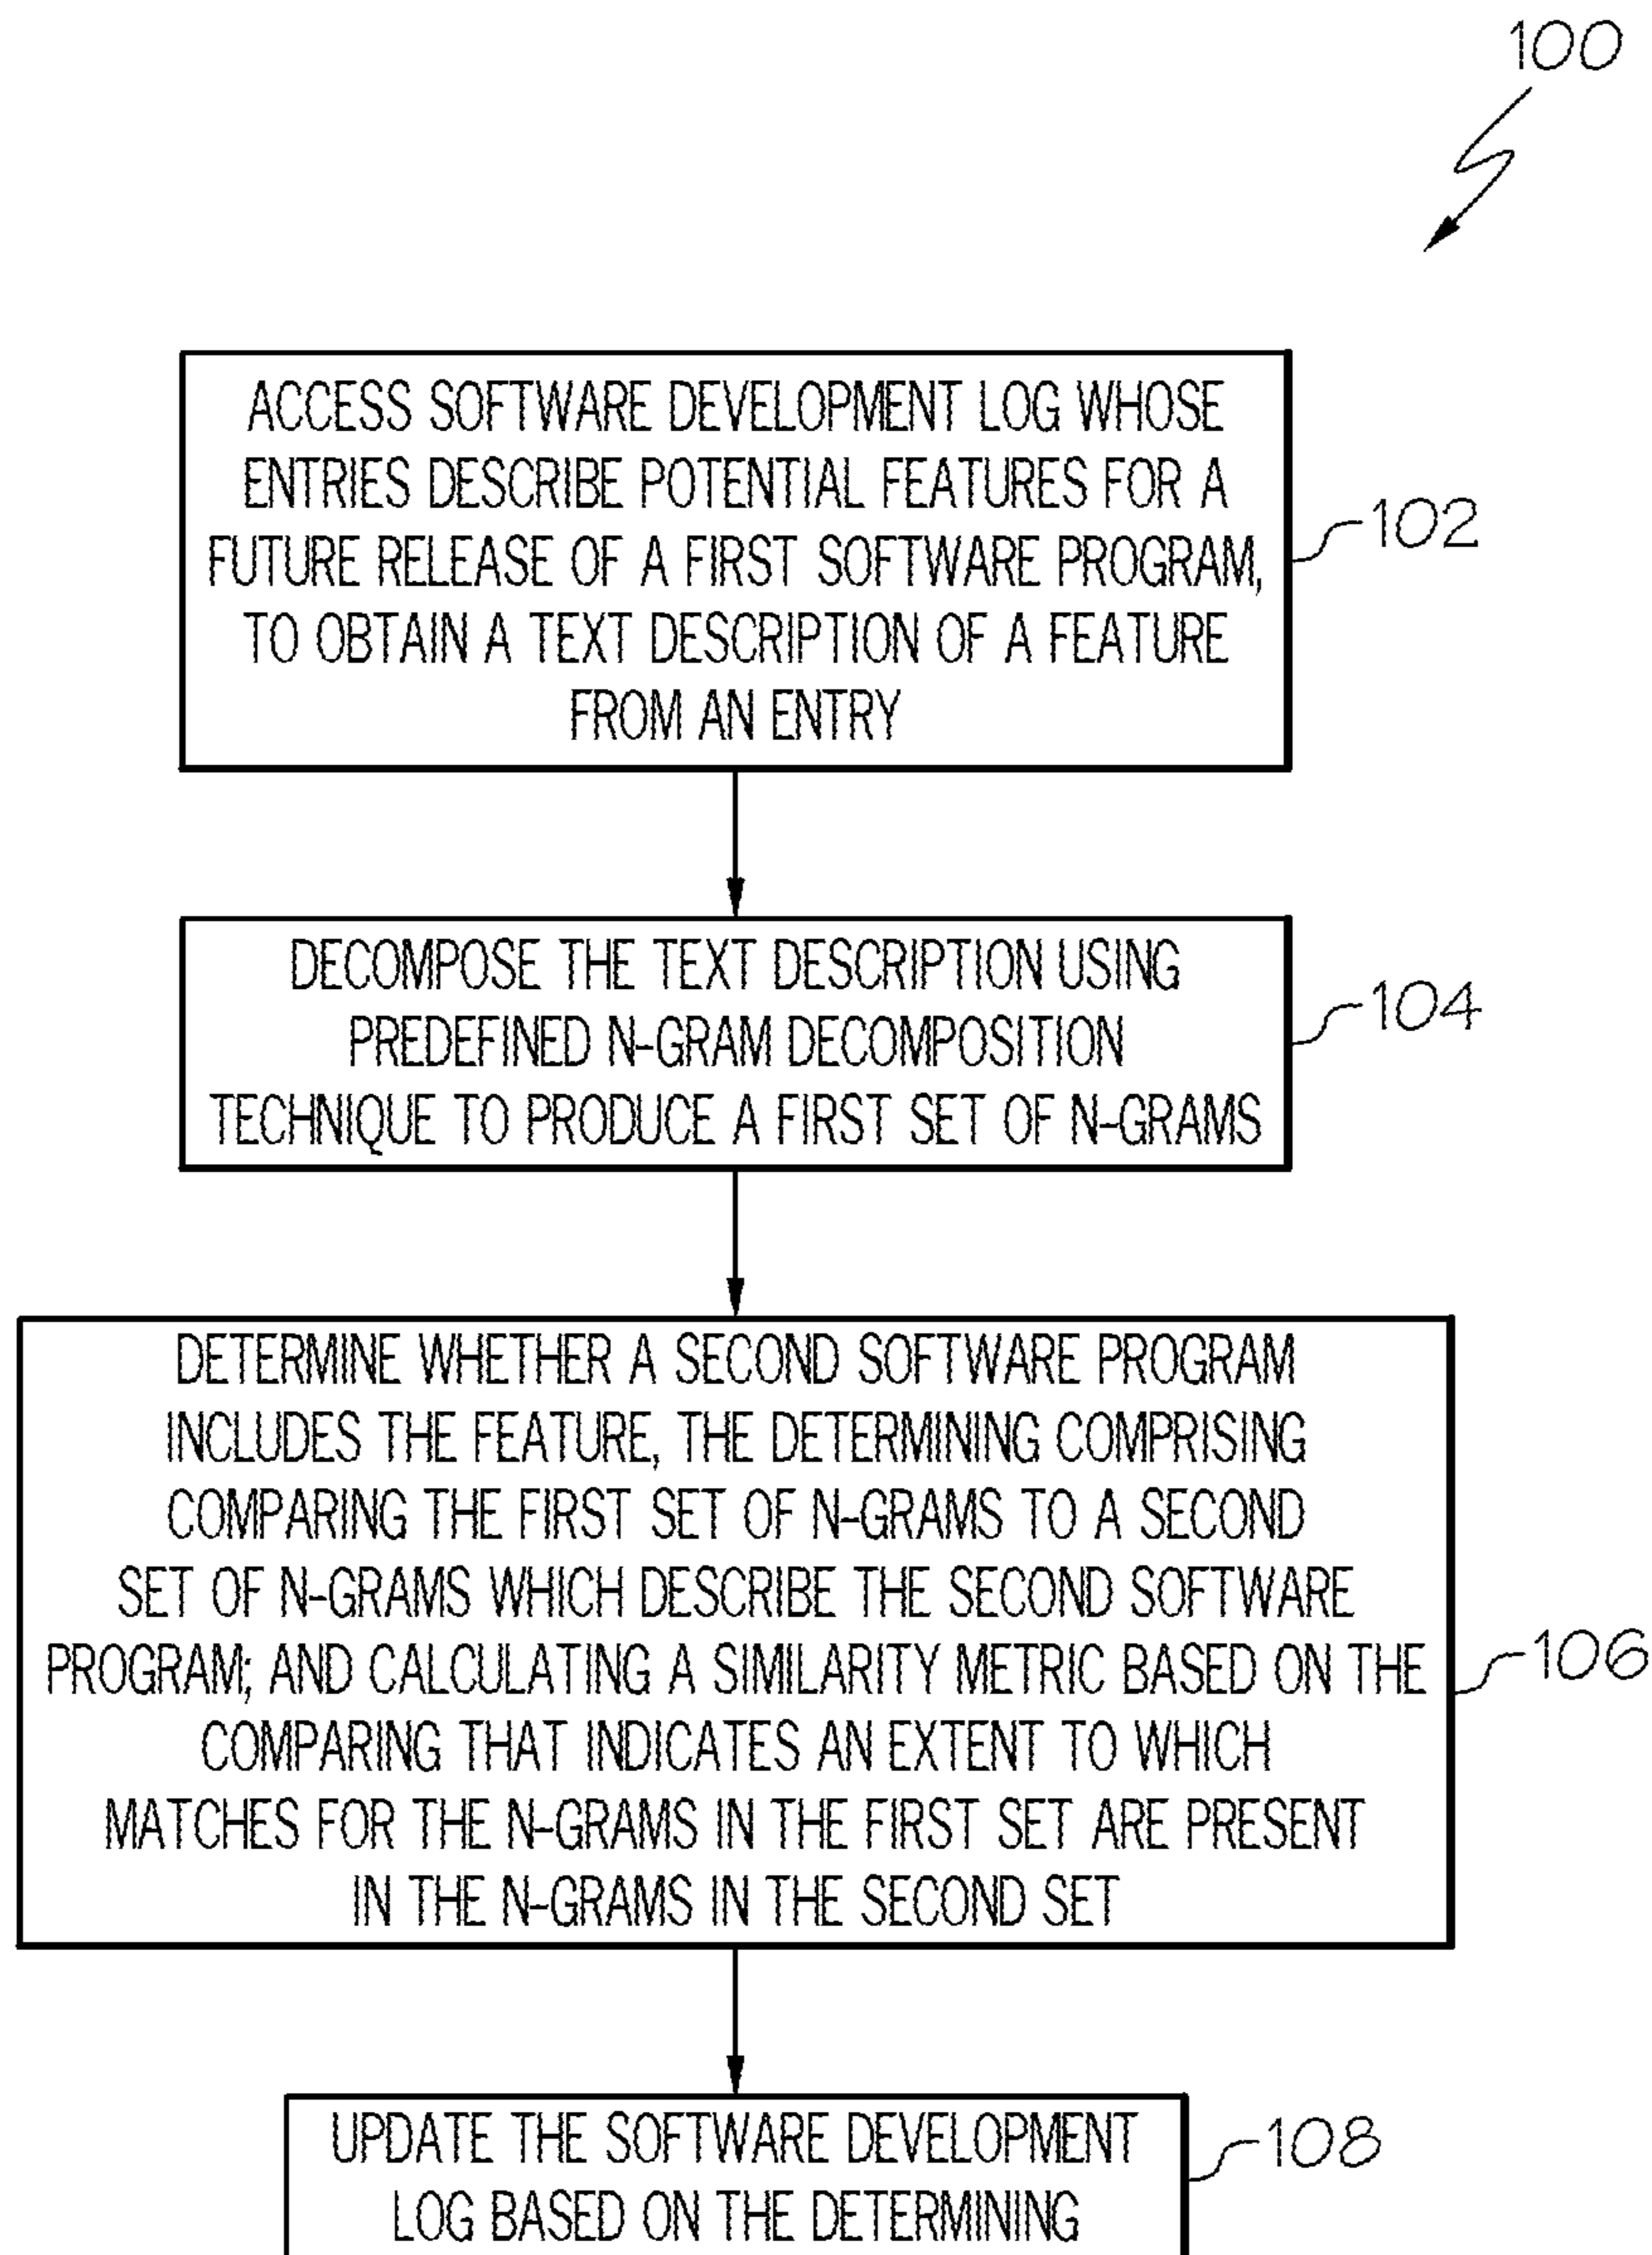 100
ACCESS SOFTWARE DEVELOPMENT LOG WHOSE
ENTRIES DESCRIBE POTENTIAL FEATURES FOR A
FUTURE RELEASE OF A FIRST SOFTWARE PROGRAM,
TO OBTAIN A TEXT DESCRIPTION OF A FEATURE
FROM AN ENTRY
102
DECOMPOSE THE TEXT DESCRIPTION USING
PREDEFINED N-GRAM DECOMPOSITION
TECHNIQUE TO PRODUCE A FIRST SET OF N-GRAMS
104
DETERMINE WHETHER A SECOND SOFTWARE PROGRAM
INCLUDES THE FEATURE, THE DETERMINING COMPRISING
COMPARING THE FIRST SET OF N-GRAMS TO A SECOND
SET OF N-GRAMS WHICH DESCRIBE THE SECOND SOFTWARE
PROGRAM; AND CALCULATING A SIMILARITY METRIC BASED ON THE
COMPARING THAT INDICATES AN EXTENT TO WHICH
MATCHES FOR THE N-GRAMS IN THE FIRST SET ARE PRESENT
IN THE N-GRAMS IN THE SECOND SET
106
UPDATE THE SOFTWARE DEVELOPMENT
LOG BASED ON THE DETERMINING
108